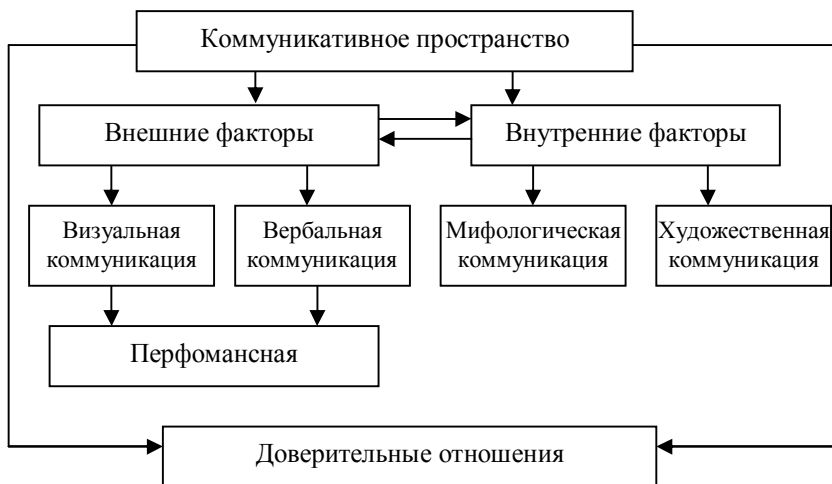 Коммуникативное пространство
Внешние факторы
Внутренние факторы
Визуальная
коммуникация
Вербальная
коммуникация
Мифологическая
коммуникация
Художественная
коммуникация
Перфомансная
Доверительные отношения